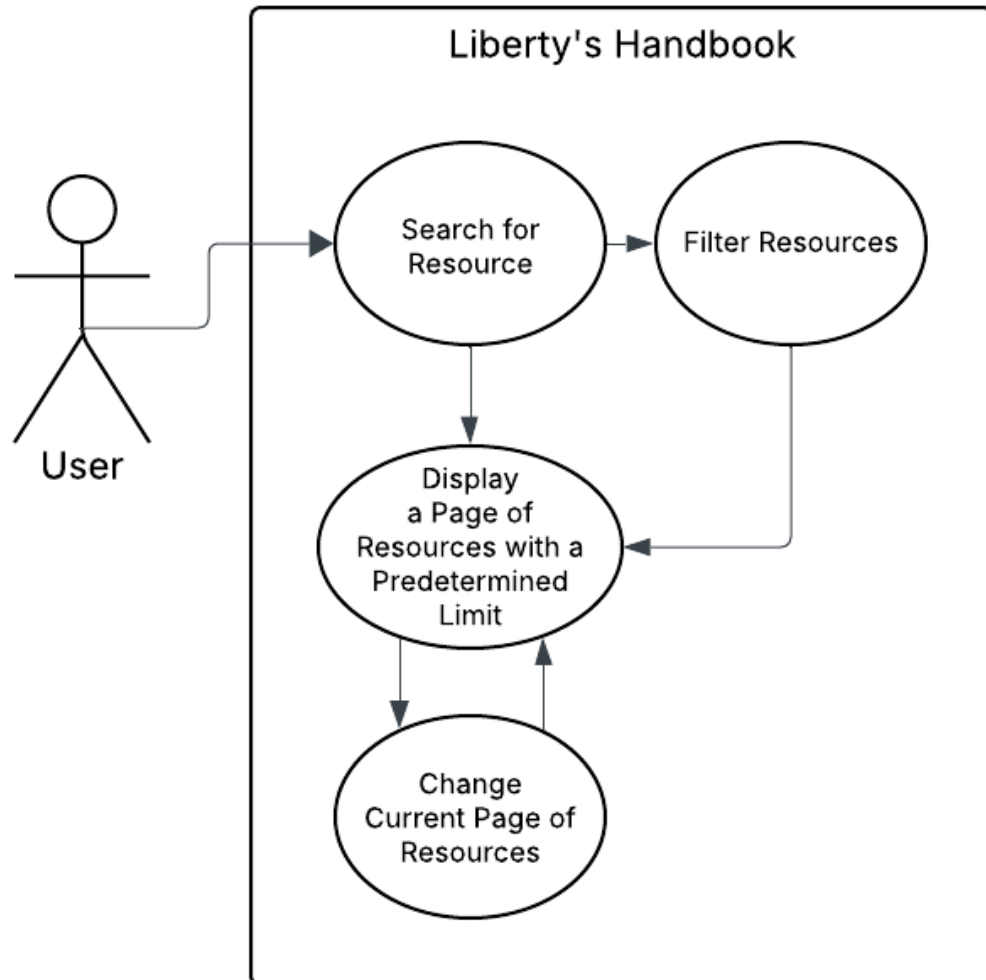 Liberty's Handbook
Search for
Resource
Filter Resources
User
Display
a Page of
Resources with a
Predetermined
Limit
Change
Current Page of
Resources